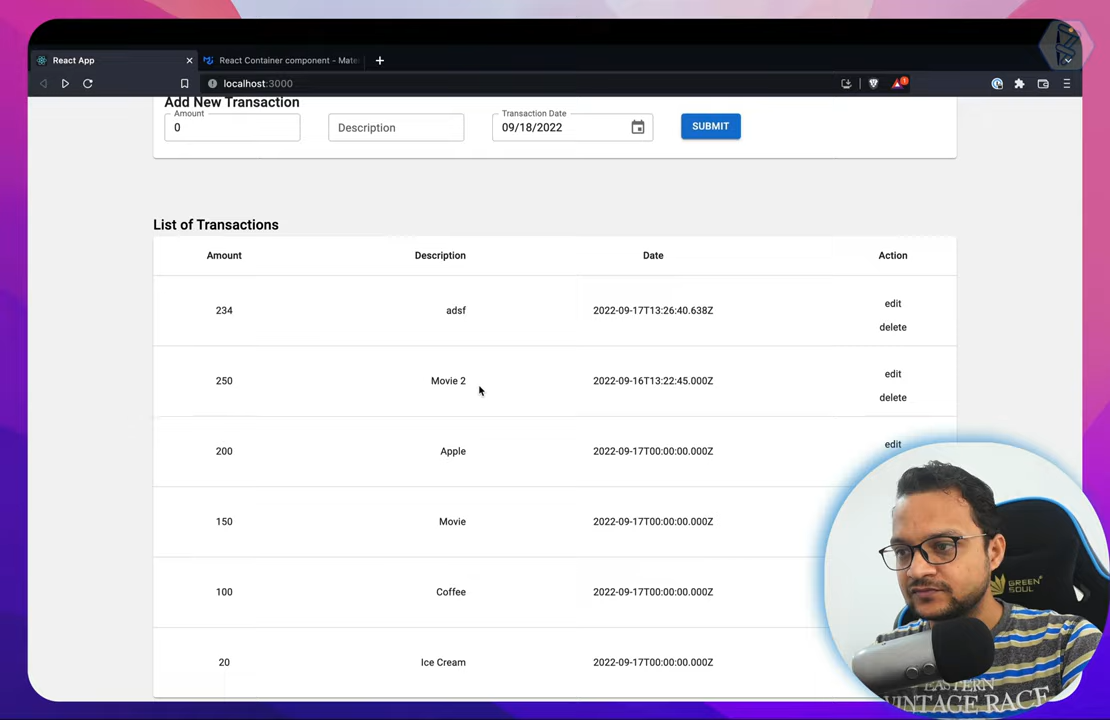 React App
React Container component - Mate
localhost:3000
1
Add New Transaction
Amount
0
Description
Transaction Date
09/18/2022
SUBMIT
List of Transactions
Amount Description Date Action
234 adsf 2022-09-17T13:26:40.638Z edit
delete
250 Movie 2 2022-09-16T13:22:45.000Z edit
delete
200 Apple 2022-09-17T00:00:00.000Z edit
150 Movie 2022-09-17T00:00:00.000Z
100 Coffee 2022-09-17T00:00:00.000Z
20 Ice Cream 2022-09-17T00:00:00.000Z
GREEN
SOUL
EASTERN
VINTAGE RACE